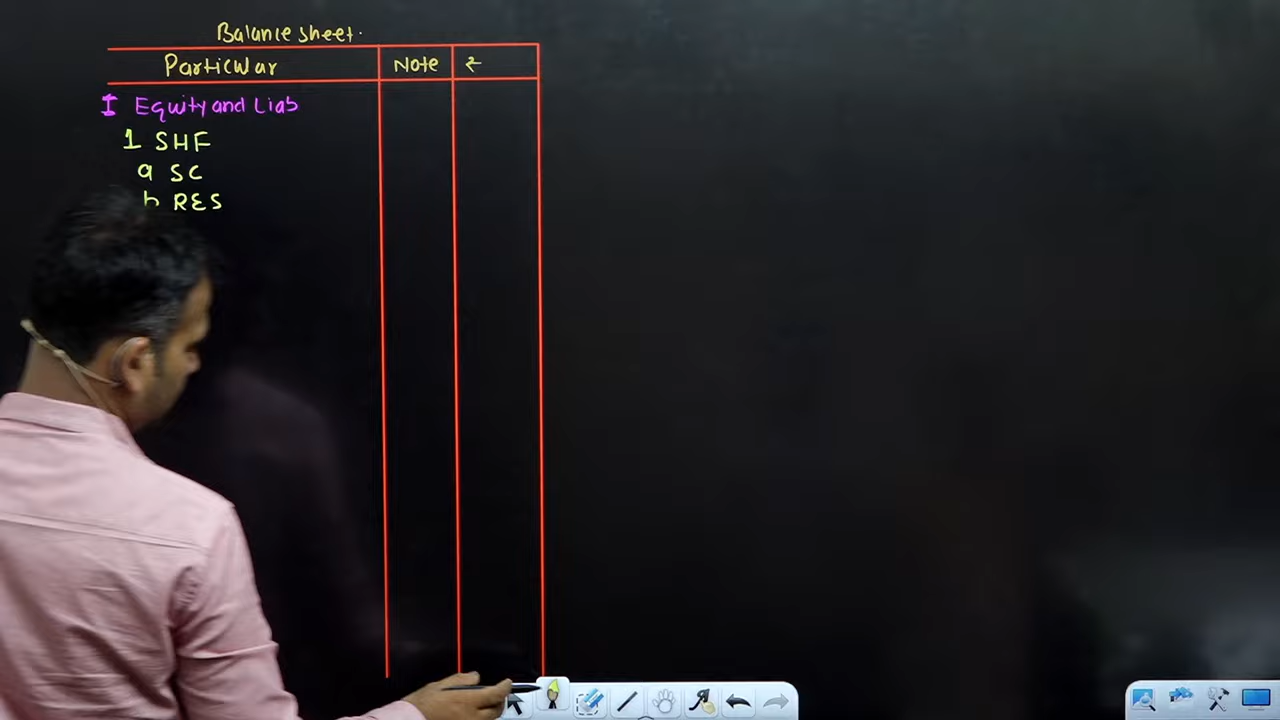 Balance sheet.
Particular Note ₹
I Equity and Liab
1 SHF
a SC
b RES